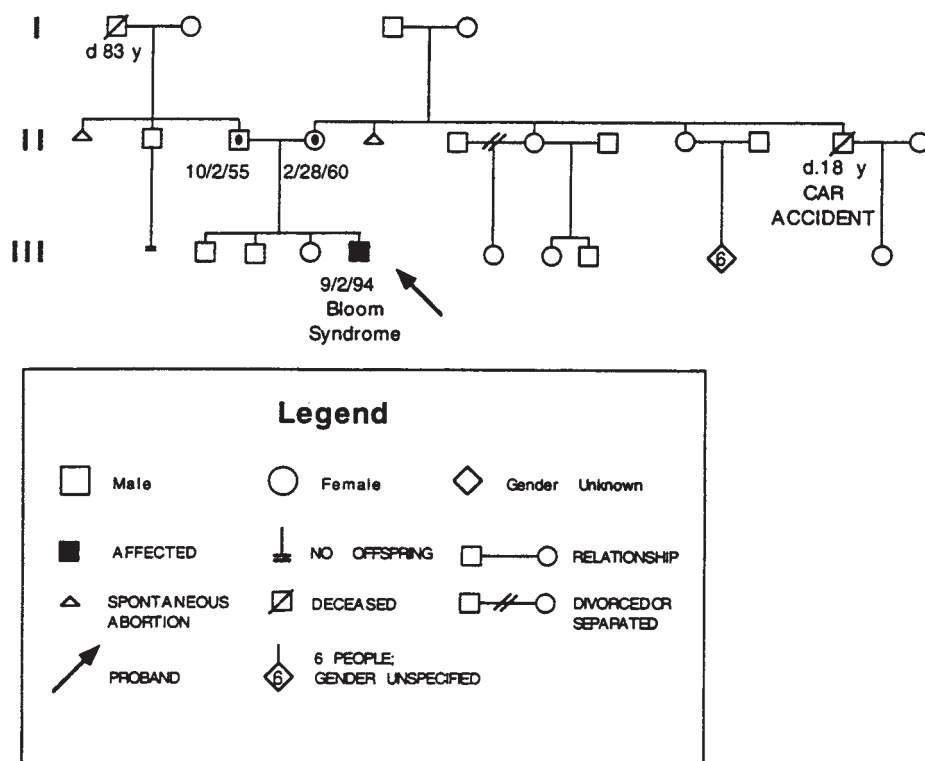 I
d 83 y
II
10/2/55
2/28/60
d.18 y
CAR
ACCIDENT
III
6
9/2/94
Bloom
Syndrome
Legend
Male
Female
Gender Unknown
AFFECTED
NO OFFSPRING
RELATIONSHIP
SPONTANEOUS
ABORTION
DECEASED
DIVORCED OR
SEPARATED
PROBAND
6
6 PEOPLE;
GENDER UNSPECIFIED